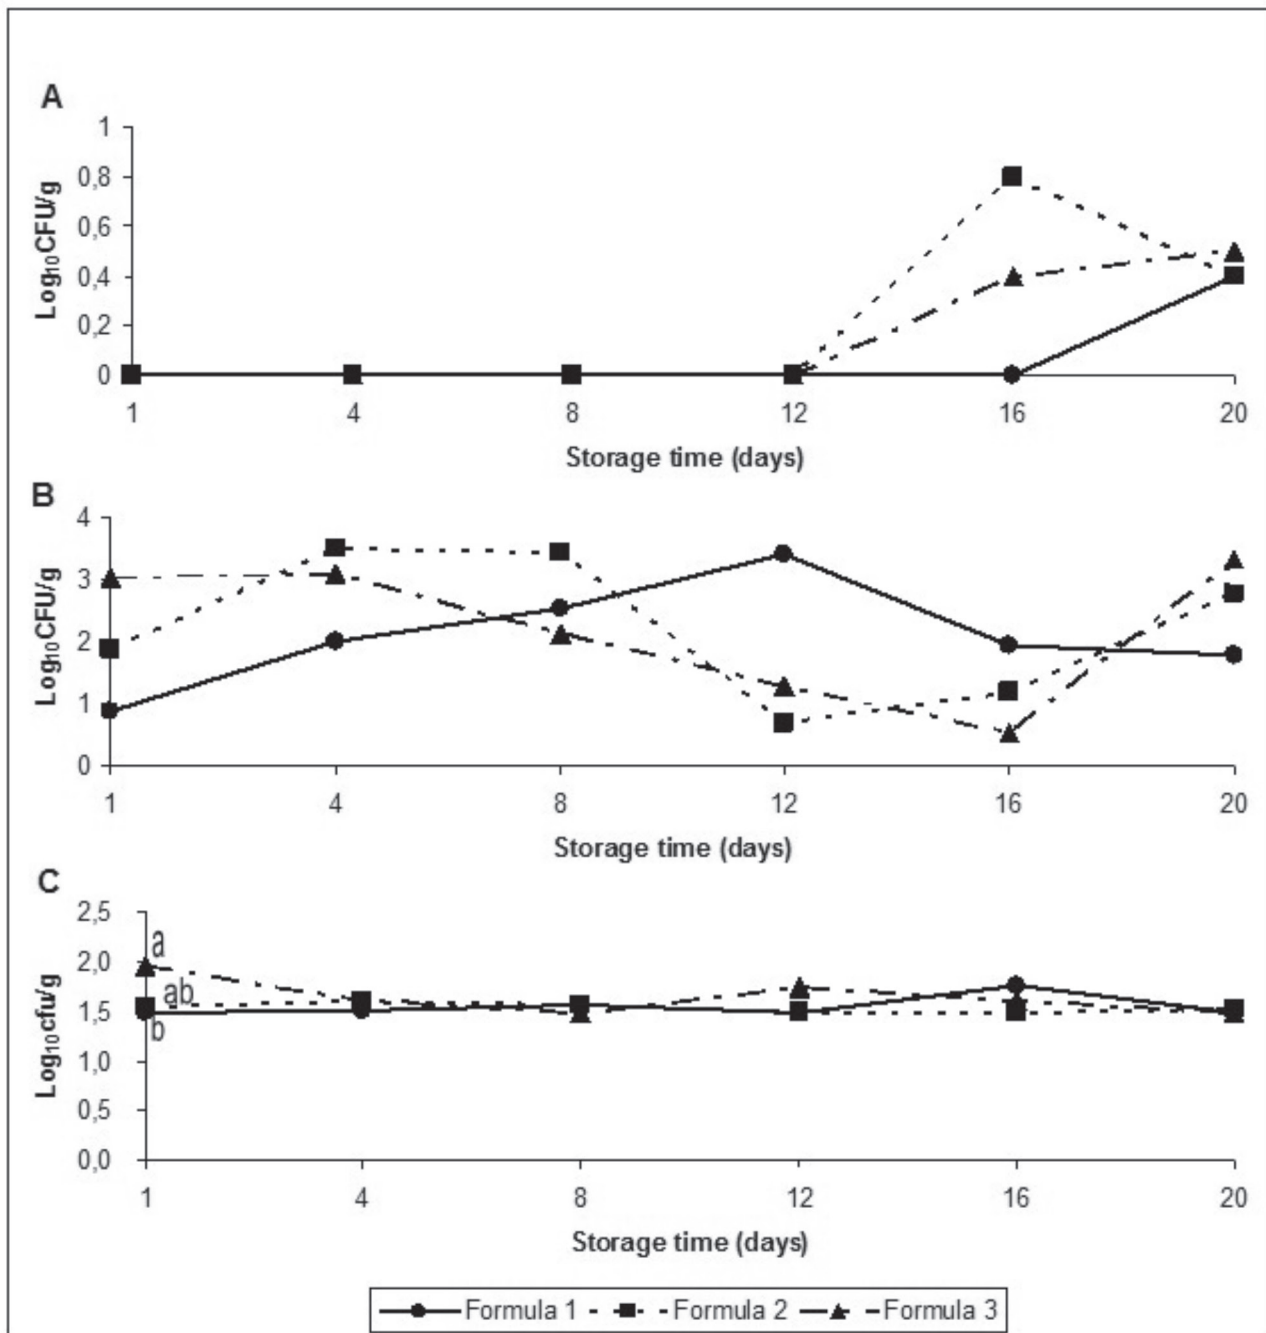 A
Log₁₀CFU/g
1
0,8
0,6
0,4
0,2
0
1 4 8 12 16 20
Storage time (days)
B
Log₁₀CFU/g
4
3
2
1
0
1 4 8 12 16 20
Storage time (days)
C
Log₁₀cfu/g
2,5
2,0
1,5
1,0
0,5
0,0
a
ab
b
1 4 8 12 16 20
Storage time (days)
Formula 1 Formula 2 Formula 3